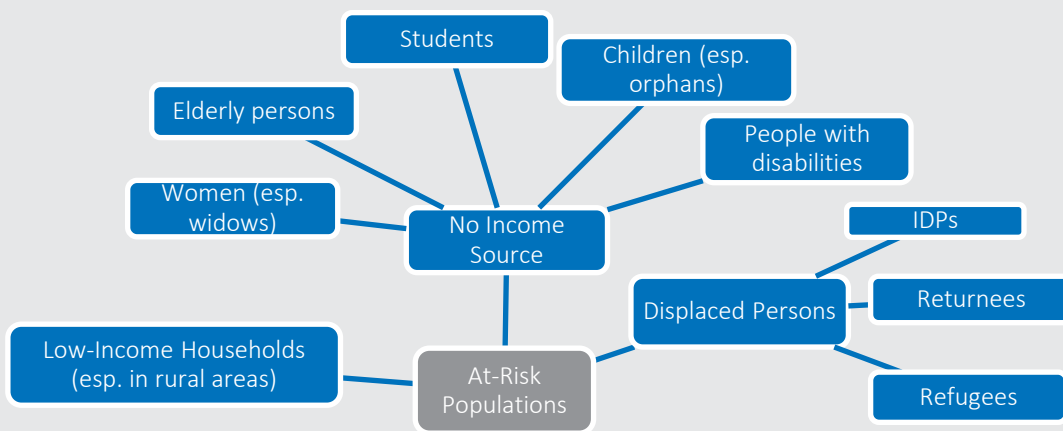 Students
Children (esp.
orphans)
Elderly persons
People with
disabilities
Women (esp.
widows)
No Income
Source
IDPs
Displaced Persons
Returnees
Low-Income Households
(esp. in rural areas)
At-Risk
Populations
Refugees